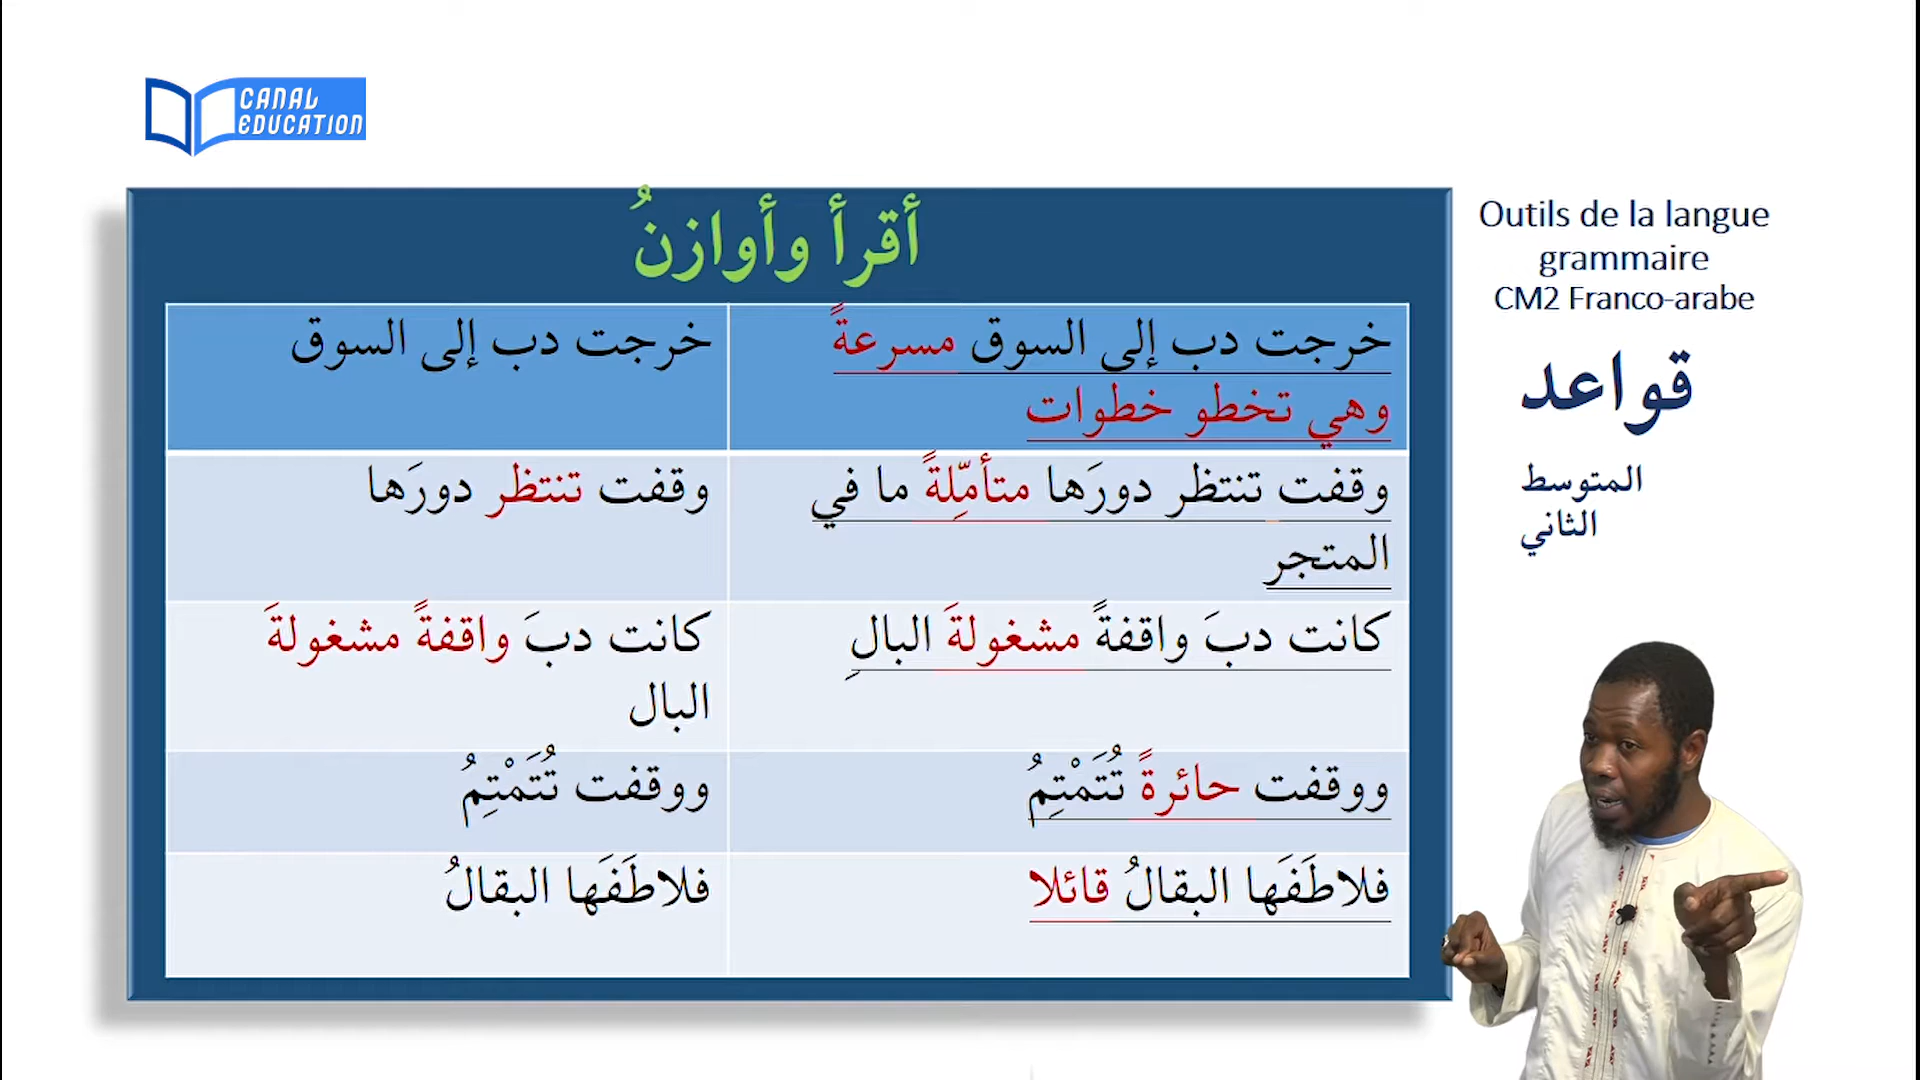 CANAL
EDUCATION
أقرأ وأوازنُ
خرجت دب إلى السوق مسرعةً
وهي تخطو خطوات
خرجت دب إلى السوق
وقفت تنتظر دورَها متأمّلِةً ما في
المتجر
وقفت تنتظر دورَها
كانت دبَ واقفةً مشغولةَ البالِ
كانت دبَ واقفةً مشغولةَ
البال
ووقفت حائرةً تُتَمْتِمُ
ووقفت تُتَمْتِمُ
فلاطَفَها البقالُ قائلا
فلاطَفَها البقالُ
Outils de la langue
grammaire
CM2 Franco-arabe
قواعد
المتوسط
الثاني